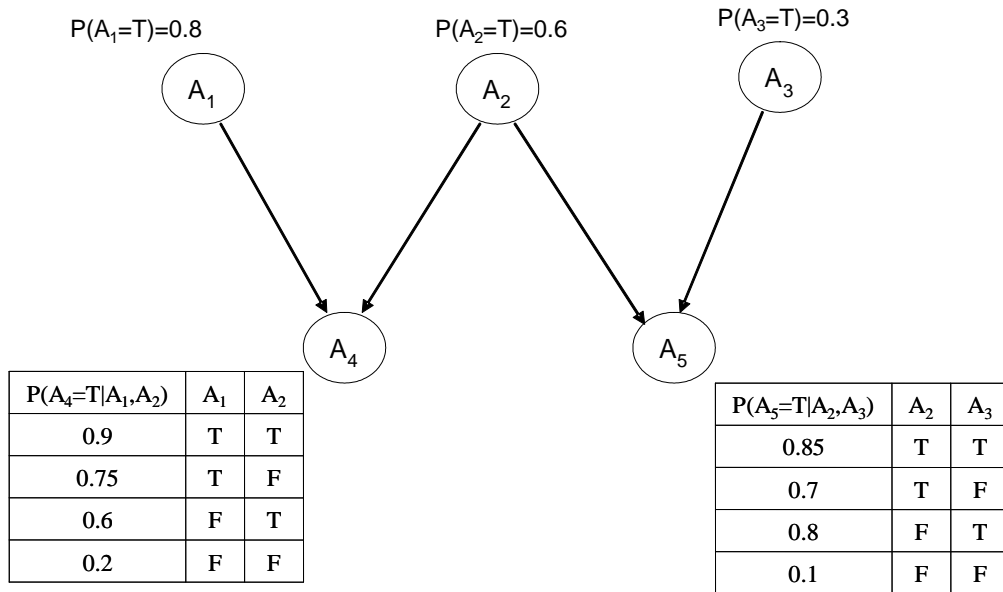 P(A₁=T)=0.8
P(A₂=T)=0.6
P(A₃=T)=0.3
A₁
A₂
A₃
A₄
A₅
P(A₄=T|A₁,A₂) A₁ A₂
0.9 T T
0.75 T F
0.6 F T
0.2 F F
P(A₅=T|A₂,A₃) A₂ A₃
0.85 T T
0.7 T F
0.8 F T
0.1 F F